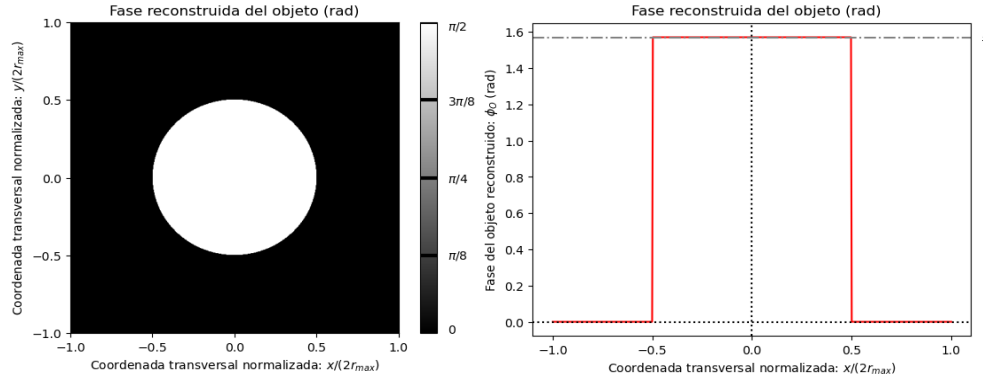 Fase reconstruida del objeto (rad)
Coordenada transversal normalizada: y/(2r_max)
1.0
0.5
0.0
−0.5
−1.0
−1.0
−0.5
0.0
0.5
1.0
Coordenada transversal normalizada: x/(2r_max)
π/2
3π/8
π/4
π/8
0
Fase reconstruida del objeto (rad)
Fase del objeto reconstruido: ϕ_O (rad)
1.6
1.4
1.2
1.0
0.8
0.6
0.4
0.2
0.0
−1.0
−0.5
0.0
0.5
1.0
Coordenada transversal normalizada: x/(2r_max)